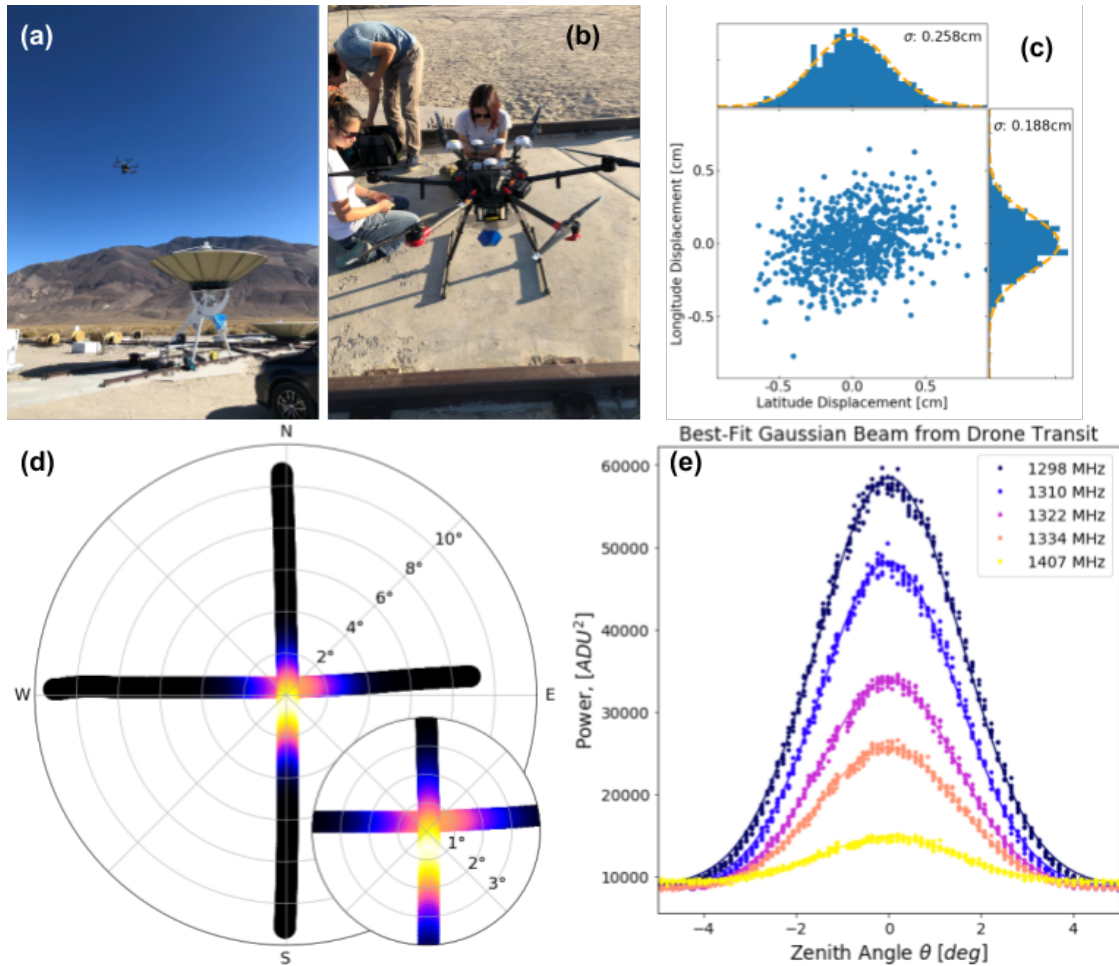 (a)
(b)
(c)
σ: 0.258cm
σ: 0.188cm
Longitude Displacement [cm]
0.5
0.0
-0.5
-0.5
0.0
0.5
Latitude Displacement [cm]
(d)
N
10°
8°
6°
4°
2°
W
E
1°
2°
3°
S
Best-Fit Gaussian Beam from Drone Transit
(e)
1298 MHz
1310 MHz
1322 MHz
1334 MHz
1407 MHz
Power, [ADU²]
60000
50000
40000
30000
20000
10000
−4
−2
0
2
4
Zenith Angle θ [deg]